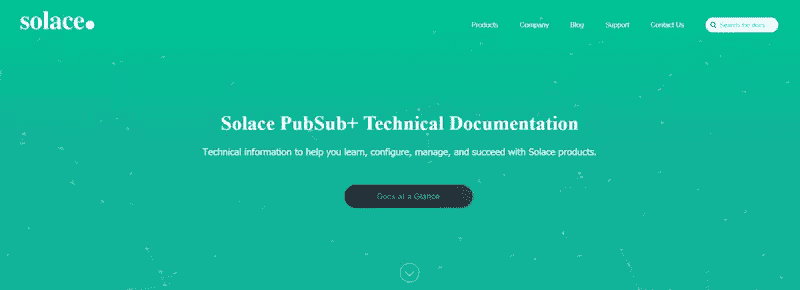 solace.
Products Company Blog Support Contact Us Search the docs
Solace PubSub+ Technical Documentation
Technical information to help you learn, configure, manage, and succeed with Solace products.
Docs at a Glance